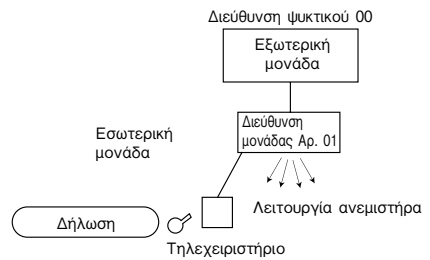 Διεύθυνση ψυκτικού 00
Εξωτερική
μονάδα
Διεύθυνση
μονάδας Αρ. 01
Εσωτερική
μονάδα
Λειτουργία ανεμιστήρα
Δήλωση
Τηλεχειριστήριο